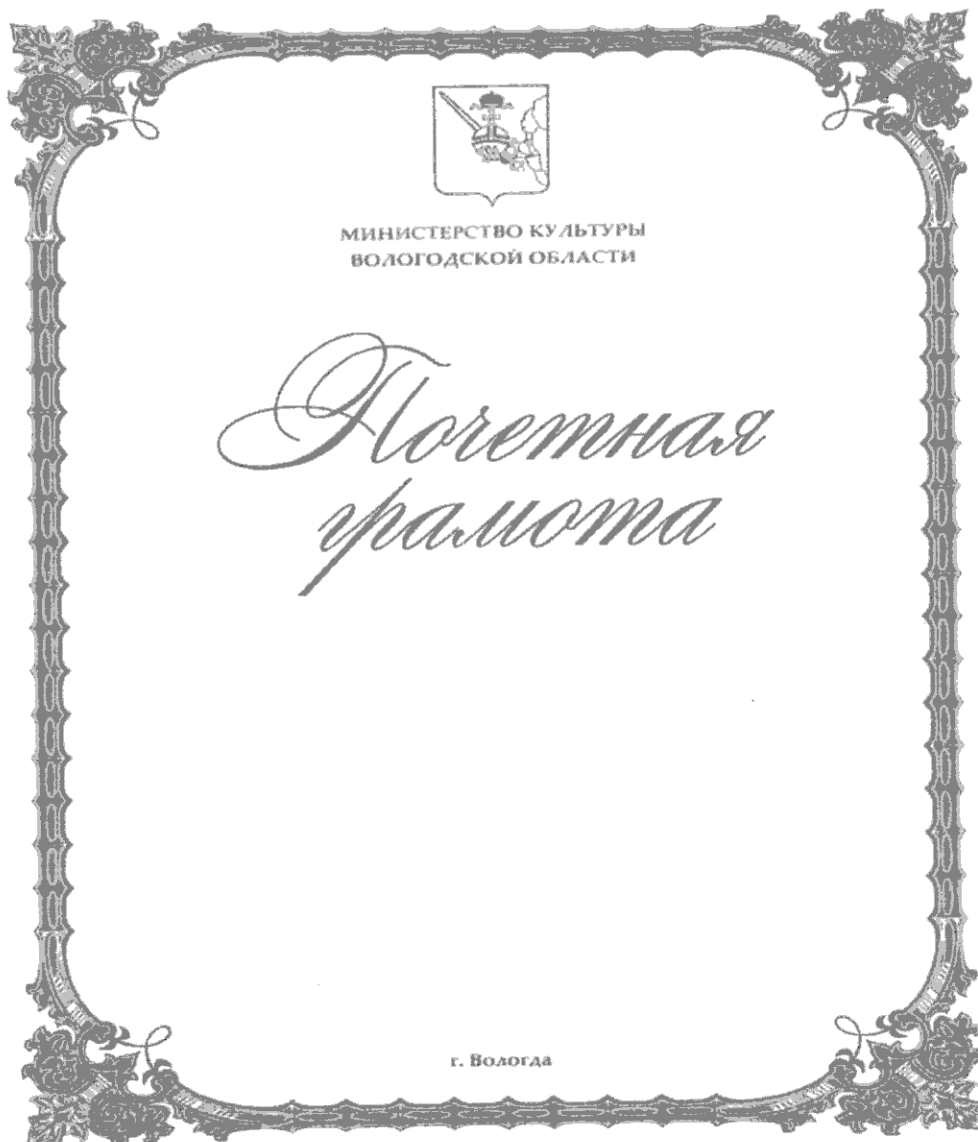 МИНИСТЕРСТВО КУЛЬТУРЫ
ВОЛОГОДСКОЙ ОБЛАСТИ
Почетная
грамота
г. Вологда